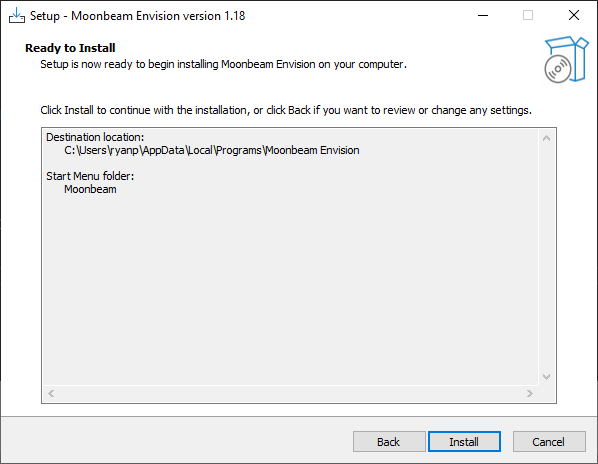 Setup - Moonbeam Envision version 1.18
Ready to Install
Setup is now ready to begin installing Moonbeam Envision on your computer.
Click Install to continue with the installation, or click Back if you want to review or change any settings.
Destination location:
C:\Users\ryanp\AppData\Local\Programs\Moonbeam Envision
Start Menu folder:
Moonbeam
Back
Install
Cancel